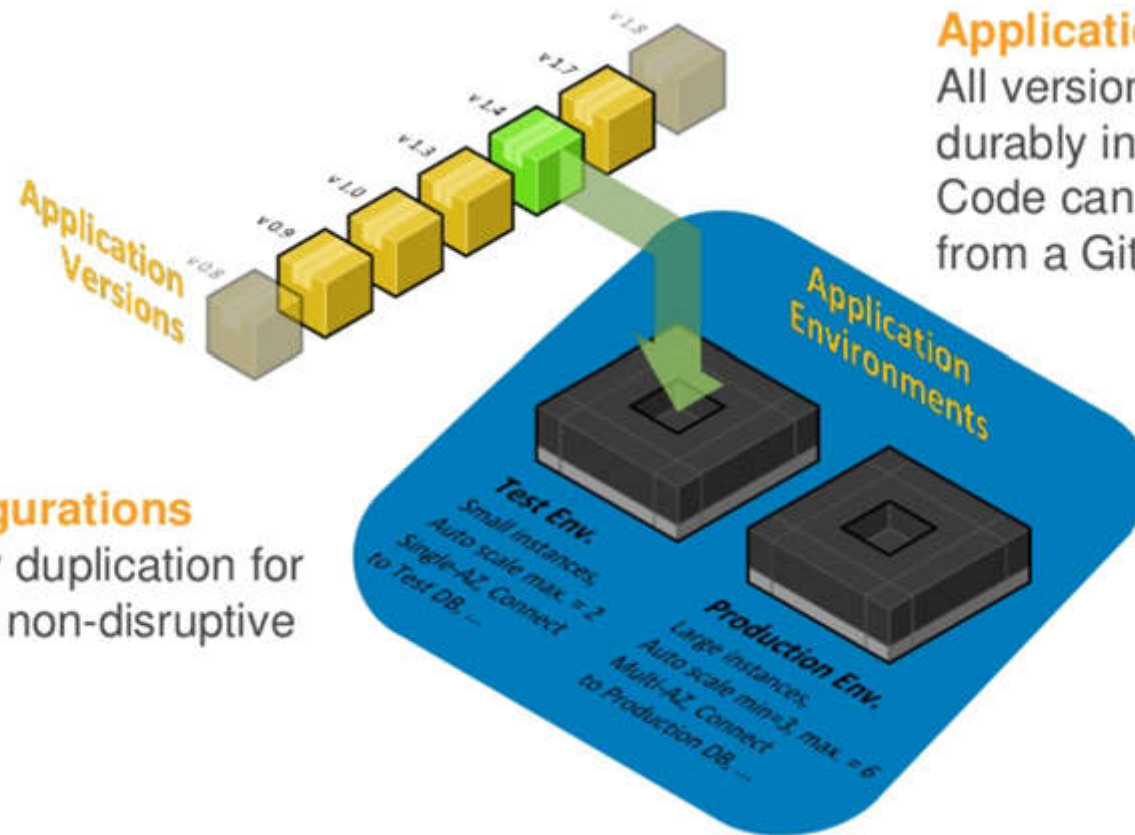 v1.8
v1.7
v1.4
v1.3
v1.0
v0.9
v0.8
Application
Versions
Applicatio
All version
durably in
Code can
from a Git
Application
Environments
gurations
duplication for
non-disruptive
Test Env.
Small instances,
Auto scale max. = 2
Single-AZ, Connect
to Test DB, ...
Production Env.
Large instances,
Auto scale min=3, max. = 6
Multi-AZ, Connect
to Production DB, ...